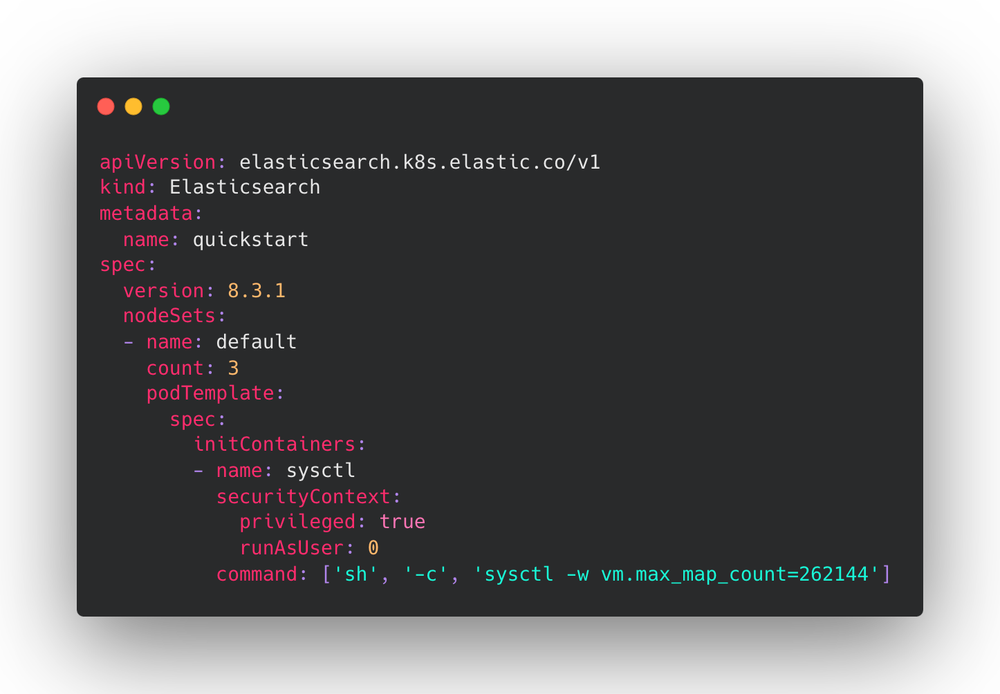 apiVersion: elasticsearch.k8s.elastic.co/v1
kind: Elasticsearch
metadata:
  name: quickstart
spec:
  version: 8.3.1
  nodeSets:
  - name: default
    count: 3
    podTemplate:
      spec:
        initContainers:
        - name: sysctl
          securityContext:
            privileged: true
            runAsUser: 0
          command: ['sh', '-c', 'sysctl -w vm.max_map_count=262144']